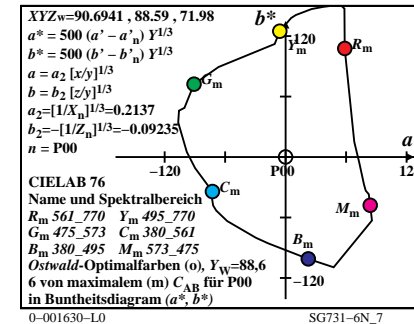 XYZw=90.6941, 88.59, 71.98
a* = 500 (a' – a'n) Y1/3
b* = 500 (b' – b'n) Y1/3
a = a2 [x/y]1/3
b = b2 [z/y]1/3
a2=[1/Xn]1/3=0.2137
b2=–[1/Zn]1/3=–0.09235
n = P00
b*
120
Ym
Rm
Gm
a
–120
P00
120
Cm
Mm
Bm
–120
CIELAB 76
Name und Spektralbereich
Rm 561_770 Ym 495_770
Gm 475_573 Cm 380_561
Bm 380_495 Mm 573_475
Ostwald-Optimalfarben (o), YW=88,6
6 von maximalem (m) CAB für P00
in Buntheitsdiagram (a*, b*)
0–001630–L0
SG731–6N_7